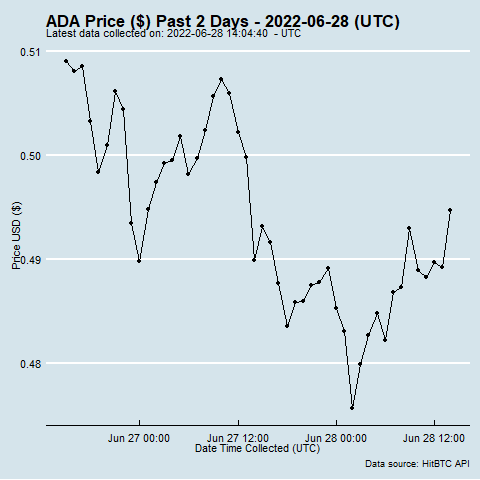 ADA Price ($) Past 2 Days - 2022-06-28 (UTC)
Latest data collected on: 2022-06-28 14:04:40 - UTC
0.51
0.50
0.49
0.48
Price USD ($)
Jun 27 00:00
Jun 27 12:00
Jun 28 00:00
Jun 28 12:00
Date Time Collected (UTC)
Data source: HitBTC API